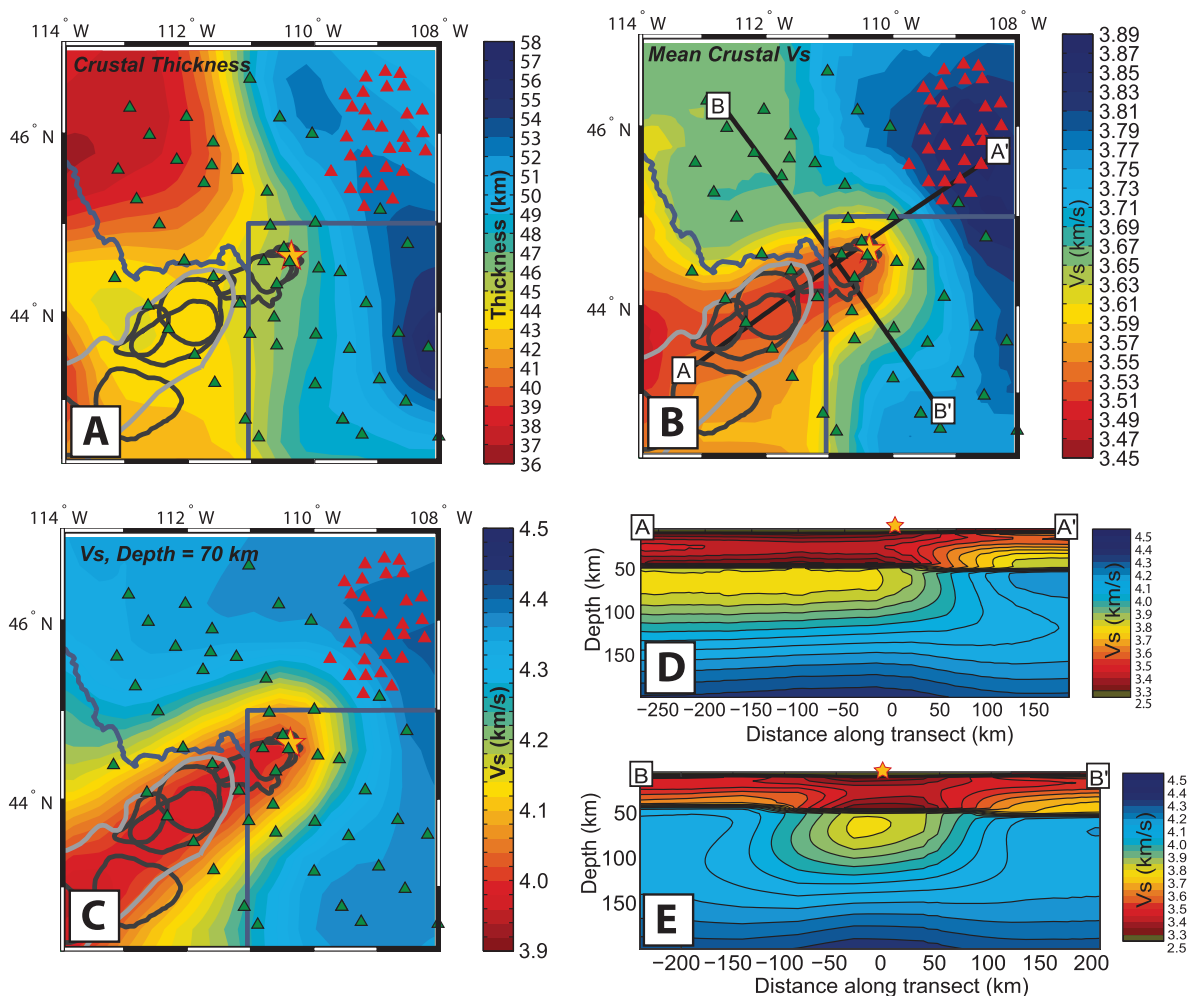 114° W 112° W 110° W 108° W
Crustal Thickness
46° N
44° N
A
58
57
56
55
54
53
52
51
50
49
48
47
46
45
44
43
42
41
40
39
38
37
36
Thickness (km)
114° W 112° W 110° W 108° W
Mean Crustal Vs
B
A'
46° N
44° N
A
B'
B
3.89
3.87
3.85
3.83
3.81
3.79
3.77
3.75
3.73
3.71
3.69
3.67
3.65
3.63
3.61
3.59
3.57
3.55
3.53
3.51
3.49
3.47
3.45
Vs (km/s)
114° W 112° W 110° W 108° W
Vs, Depth = 70 km
46° N
44° N
C
4.5
4.4
4.3
4.2
4.1
4.0
3.9
Vs (km/s)
A A'
50
100
150
Depth (km)
D
−250 −200 −150 −100 −50 0 50 100 150
Distance along transect (km)
4.5
4.4
4.3
4.2
4.1
4.0
3.9
3.8
3.7
3.6
3.5
3.4
3.3
2.5
Vs (km/s)
B B'
50
100
150
Depth (km)
E
−200 −150 −100 −50 0 50 100 150 200
Distance along transect (km)
4.5
4.4
4.3
4.2
4.1
4.0
3.9
3.8
3.7
3.6
3.5
3.4
3.3
2.5
Vs (km/s)